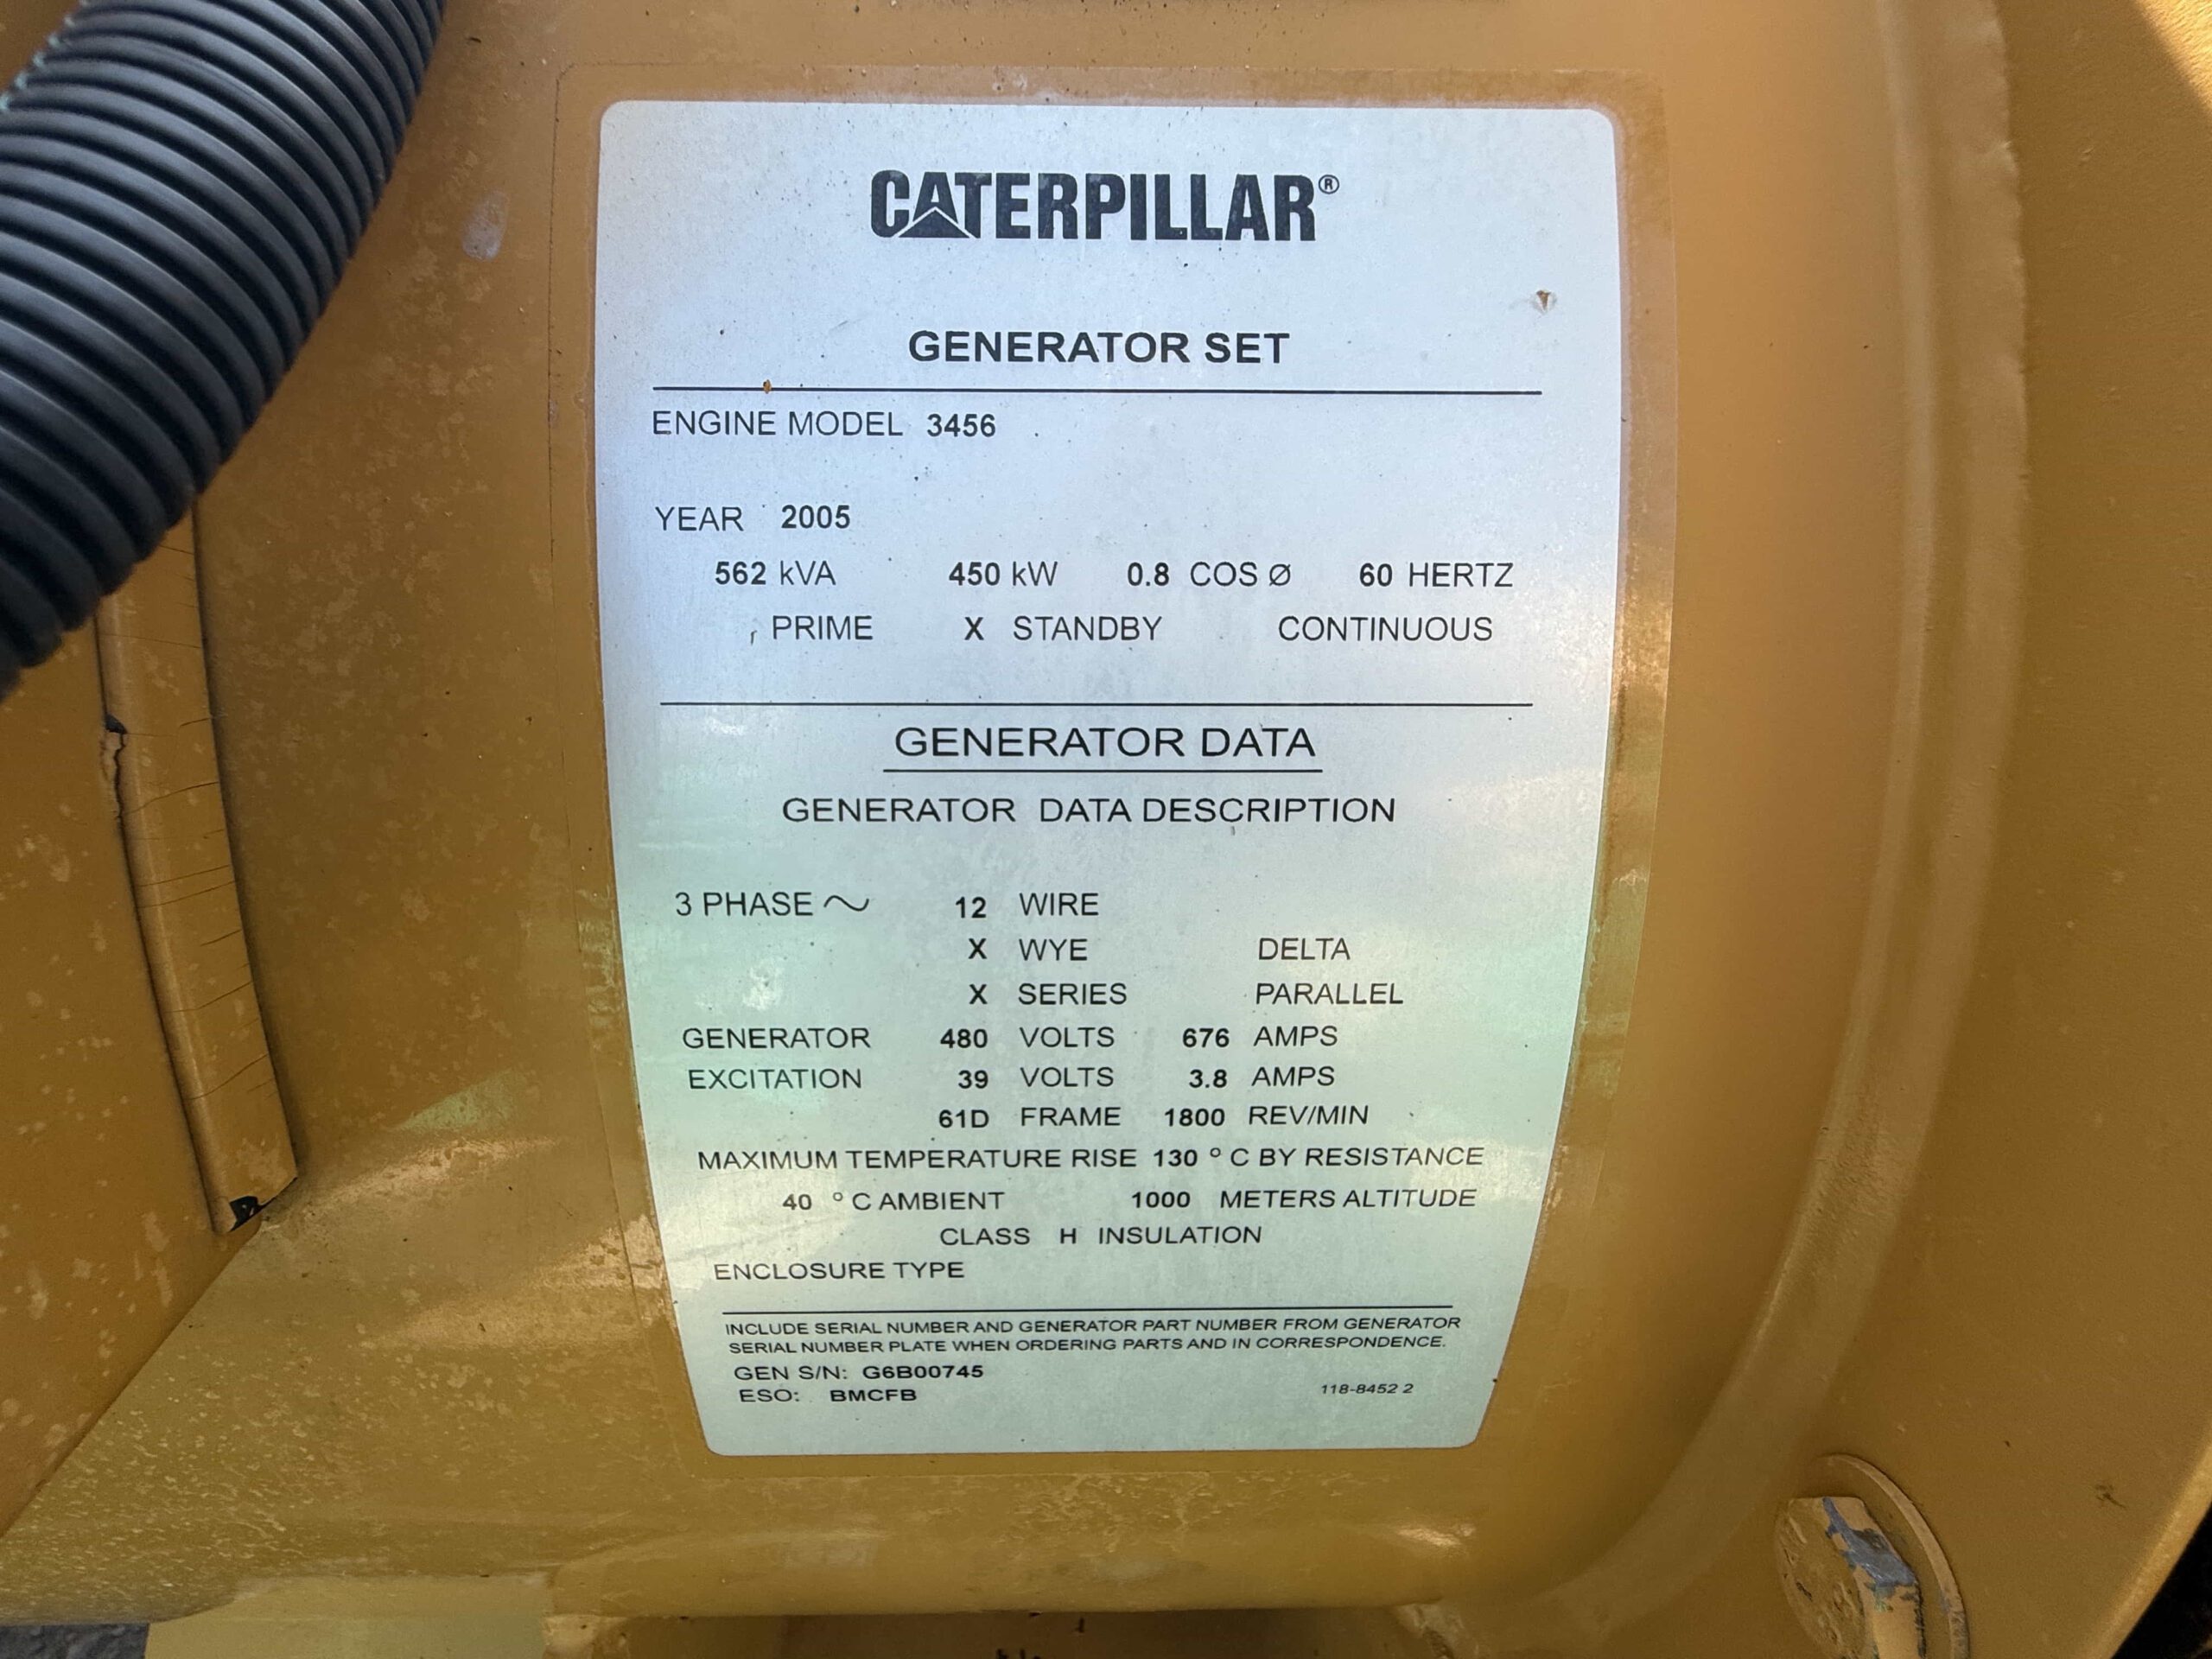 CATERPILLAR®
GENERATOR SET
ENGINE MODEL 3456
YEAR 2005
562 kVA 450 kW 0.8 COS Ø 60 HERTZ
PRIME X STANDBY CONTINUOUS
GENERATOR DATA
GENERATOR DATA DESCRIPTION
3 PHASE ~ 12 WIRE
X WYE DELTA
X SERIES PARALLEL
GENERATOR 480 VOLTS 676 AMPS
EXCITATION 39 VOLTS 3.8 AMPS
61D FRAME 1800 REV/MIN
MAXIMUM TEMPERATURE RISE 130 °C BY RESISTANCE
40 °C AMBIENT 1000 METERS ALTITUDE
CLASS H INSULATION
ENCLOSURE TYPE
INCLUDE SERIAL NUMBER AND GENERATOR PART NUMBER FROM GENERATOR
SERIAL NUMBER PLATE WHEN ORDERING PARTS AND IN CORRESPONDENCE.
GEN S/N: G6B00745
ESO: BMCFB 118-8452 2